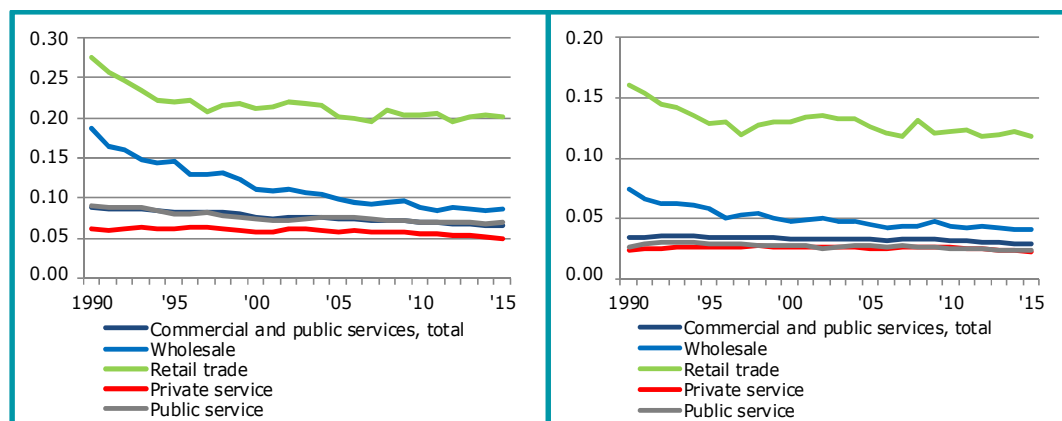 0.30
0.25
0.20
0.15
0.10
0.05
0.00
1990 '95 '00 '05 '10 '15
Commercial and public services, total
Wholesale
Retail trade
Private service
Public service
0.20
0.15
0.10
0.05
0.00
1990 '95 '00 '05 '10 '15
Commercial and public services, total
Wholesale
Retail trade
Private service
Public service